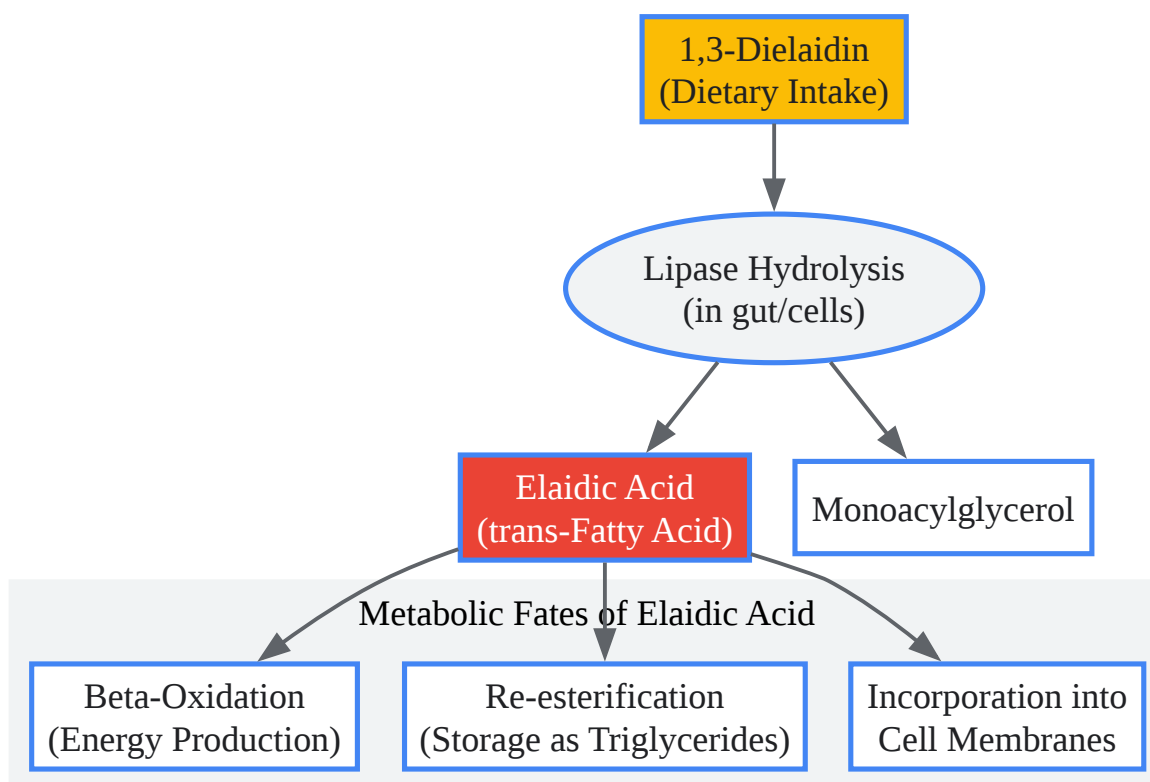 1,3-Dielaidin
(Dietary Intake)
Lipase Hydrolysis
(in gut/cells)
Elaidic Acid
(trans-Fatty Acid)
Monoacylglycerol
Metabolic Fates of Elaidic Acid
Beta-Oxidation
(Energy Production)
Re-esterification
(Storage as Triglycerides)
Incorporation into
Cell Membranes